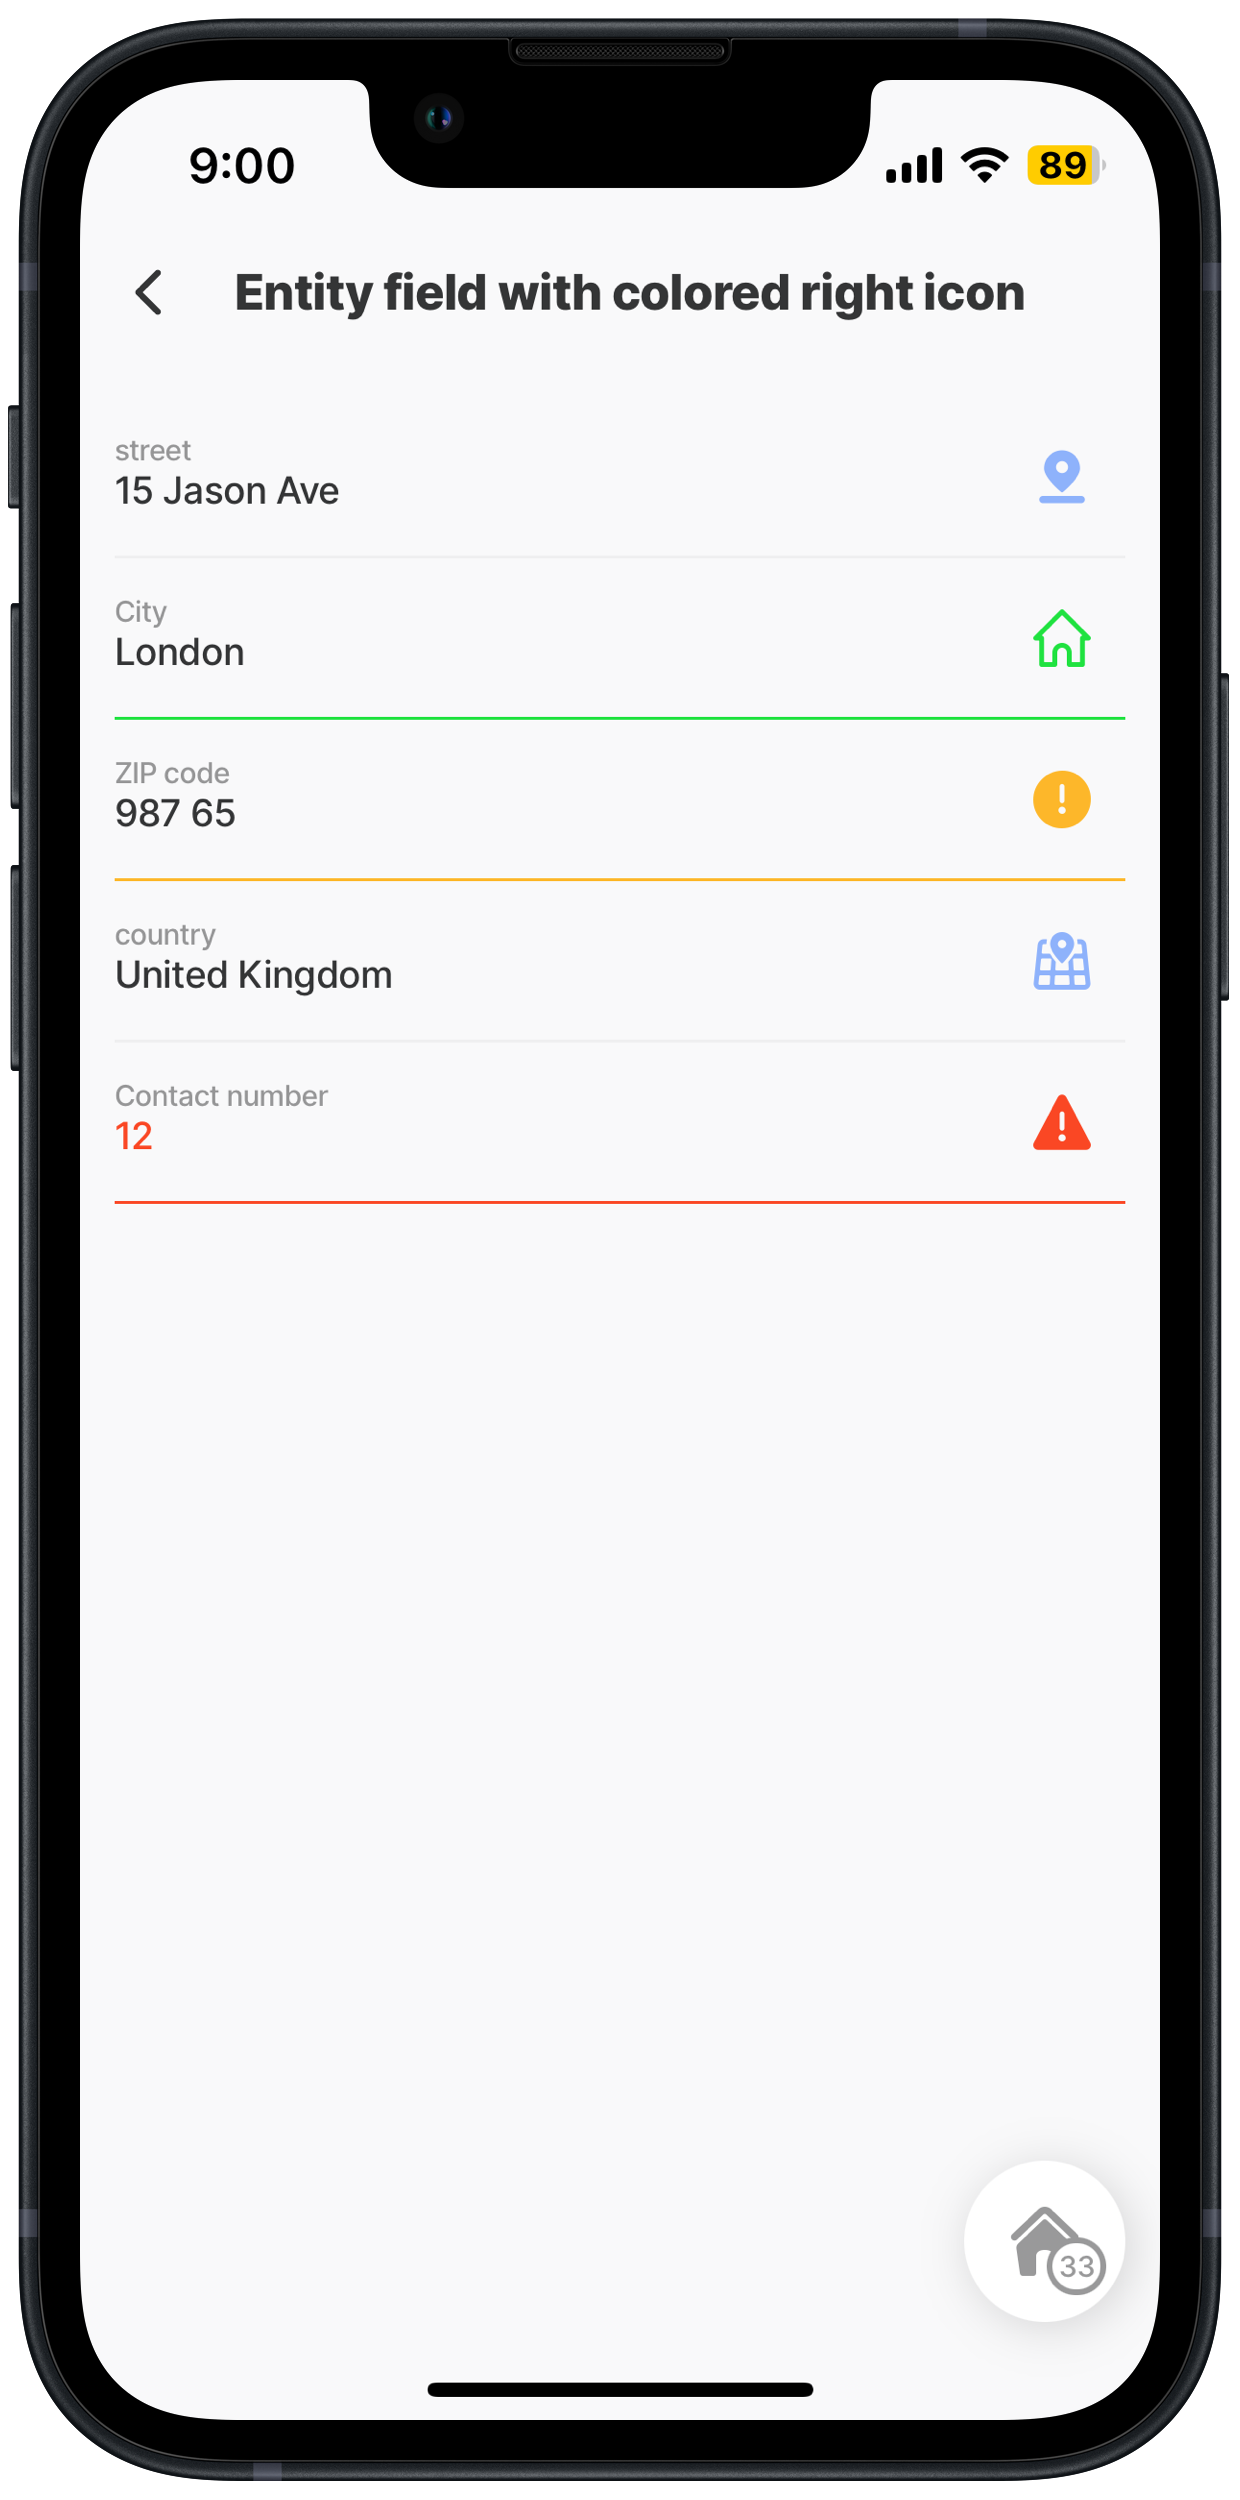 9:00
89
Entity field with colored right icon
street
15 Jason Ave
City
London
ZIP code
987 65
country
United Kingdom
Contact number
12
33